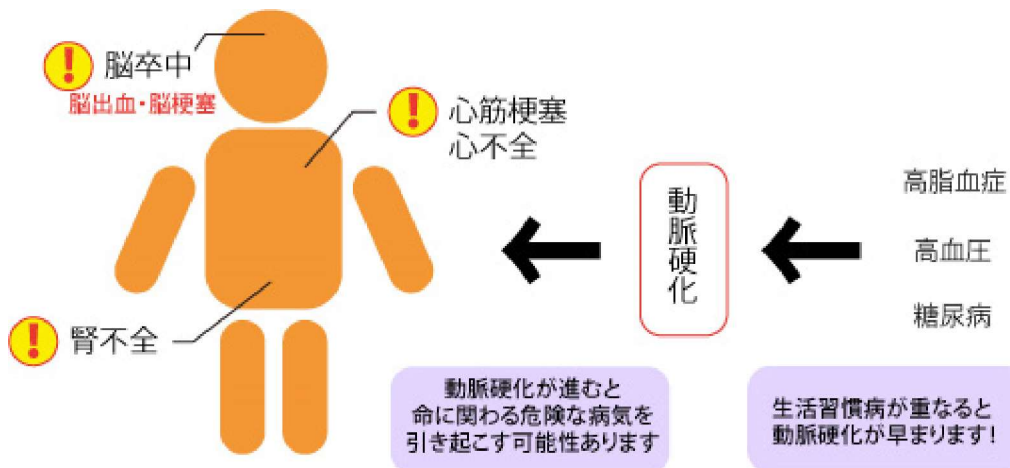 脳卒中
脳出血・脳梗塞
心筋梗塞
心不全
腎不全
動脈硬化
高脂血症
高血圧
糖尿病
動脈硬化が進むと
命に関わる危険な病気を
引き起こす可能性あります
生活習慣病が重なると
動脈硬化が早まります!